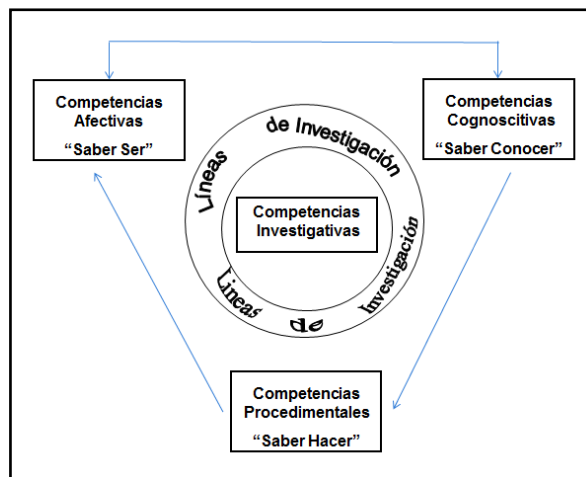 Competencias
Afectivas
“Saber Ser”
Competencias
Cognoscitivas
“Saber Conocer”
Líneas de Investigación
Competencias
Investigativas
Lineas de Investigación
Competencias
Procedimentales
“Saber Hacer”